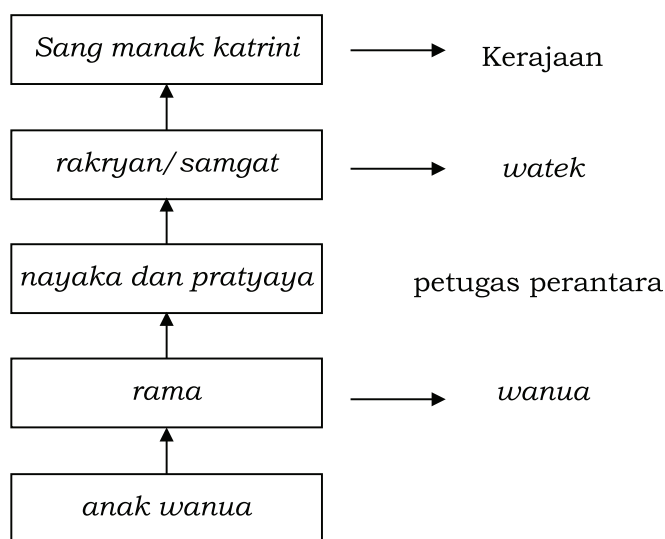 Sang manak katrini
Kerajaan
rakryan/samgat
watek
nayaka dan pratyaya
petugas perantara
rama
wanua
anak wanua